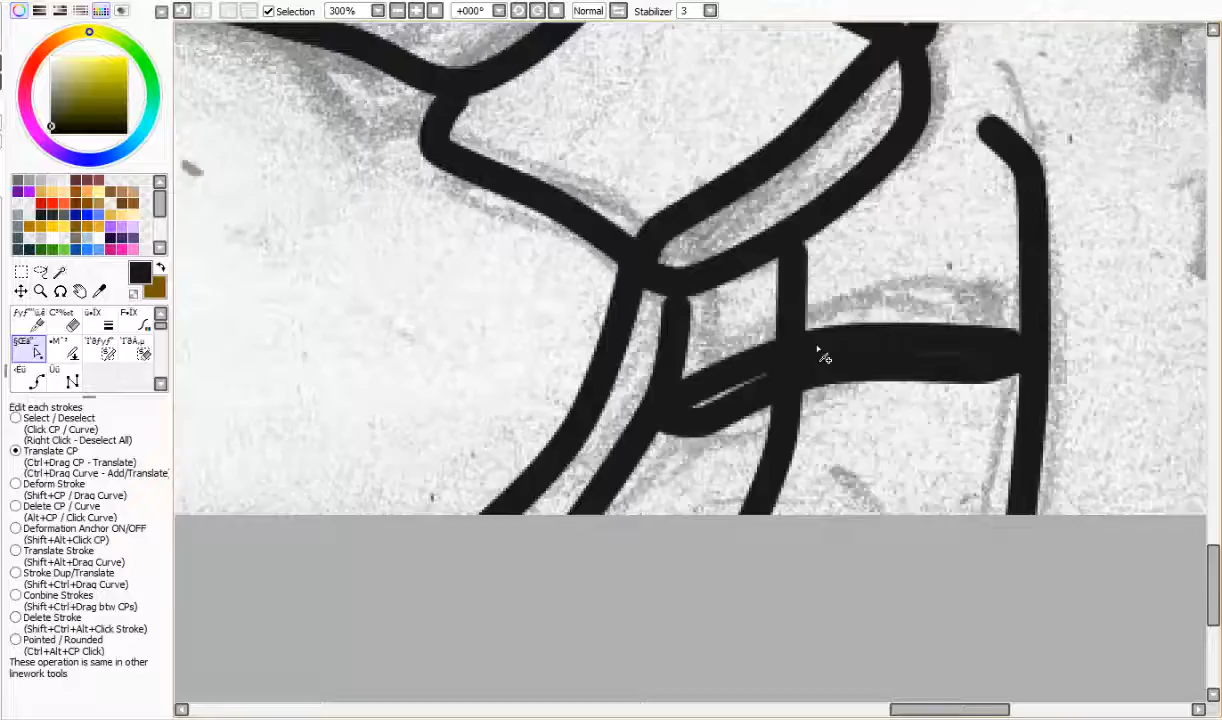 Selection 300% +000° Normal Stabilizer 3
Edit each strokes
Select / Deselect
(Click CP / Curve)
(Right Click - Deselect All)
Translate CP
(Ctrl+Drag CP - Translate)
(Ctrl+Drag Curve - Add/Translate
Deform Stroke
(Shift+CP / Drag Curve)
Delete CP / Curve
(Alt+CP / Click Curve)
Deformation Anchor ON/OFF
(Shift+Alt+Click CP)
Translate Stroke
(Shift+Alt+Drag Curve)
Stroke Dup/Translate
(Shift+Ctrl+Drag Curve)
Conbine Strokes
(Shift+Ctrl+Drag btw CPs)
Delete Stroke
(Shift+Ctrl+Alt+Click Stroke)
Pointed / Rounded
(Ctrl+Alt+CP Click)
These operation is same in other
linework tools